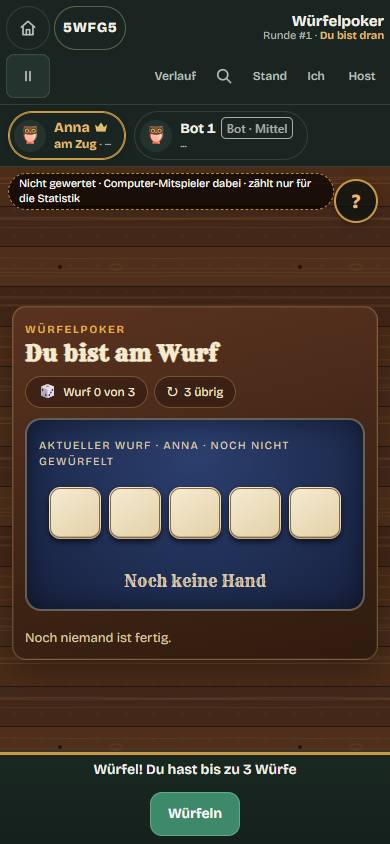 5WFG5
Würfelpoker
Runde #1 · Du bist dran
Verlauf
Stand
Ich
Host
Anna
am Zug · –
Bot 1
Bot · Mittel
…
Nicht gewertet · Computer-Mitspieler dabei · zählt nur für
die Statistik
?
WÜRFELPOKER
Du bist am Wurf
Wurf 0 von 3
↻ 3 übrig
AKTUELLER WURF · ANNA · NOCH NICHT
GEWÜRFELT
Noch keine Hand
Noch niemand ist fertig.
Würfel! Du hast bis zu 3 Würfe
Würfeln